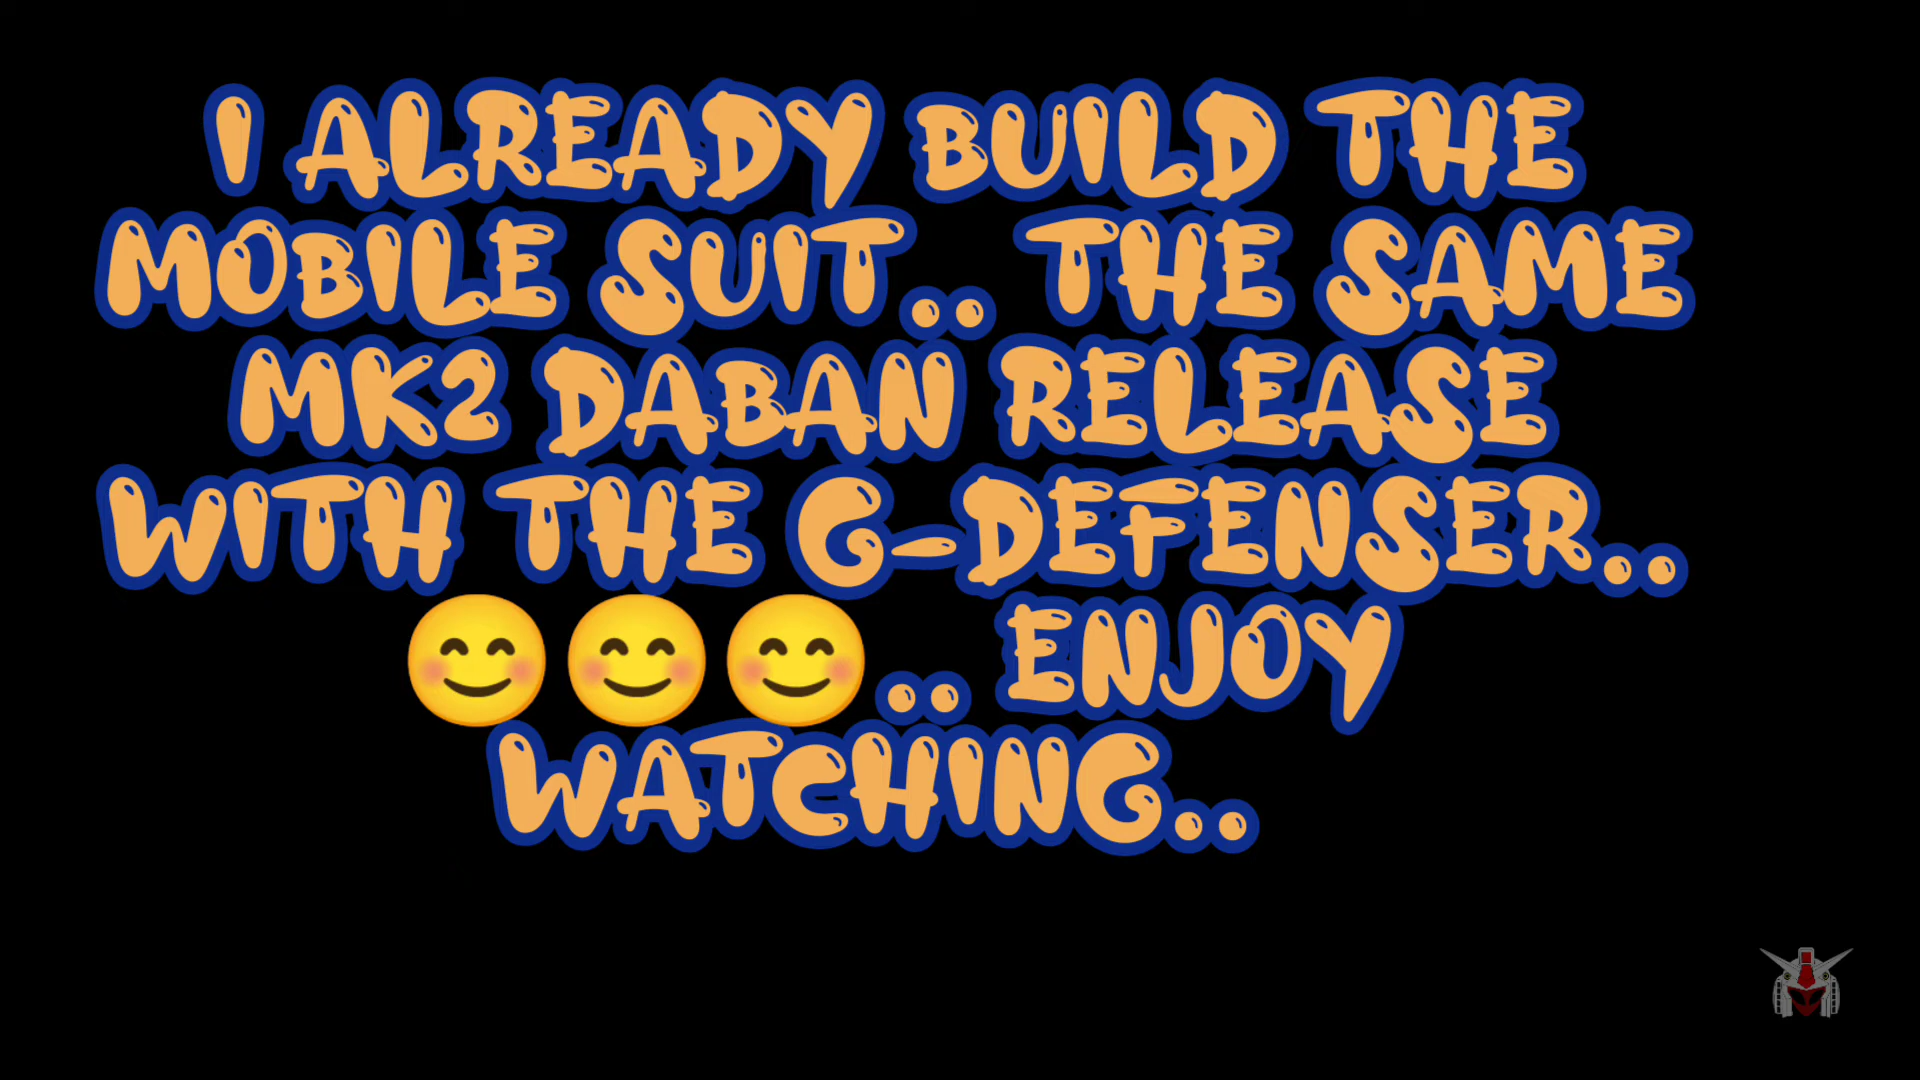 I ALREADY BUILD THE
MOBILE SUIT.. THE SAME
MK2 DABAN RELEASE
WITH THE G-DEFENSER..
😊😊😊.. ENJOY
WATCHING..